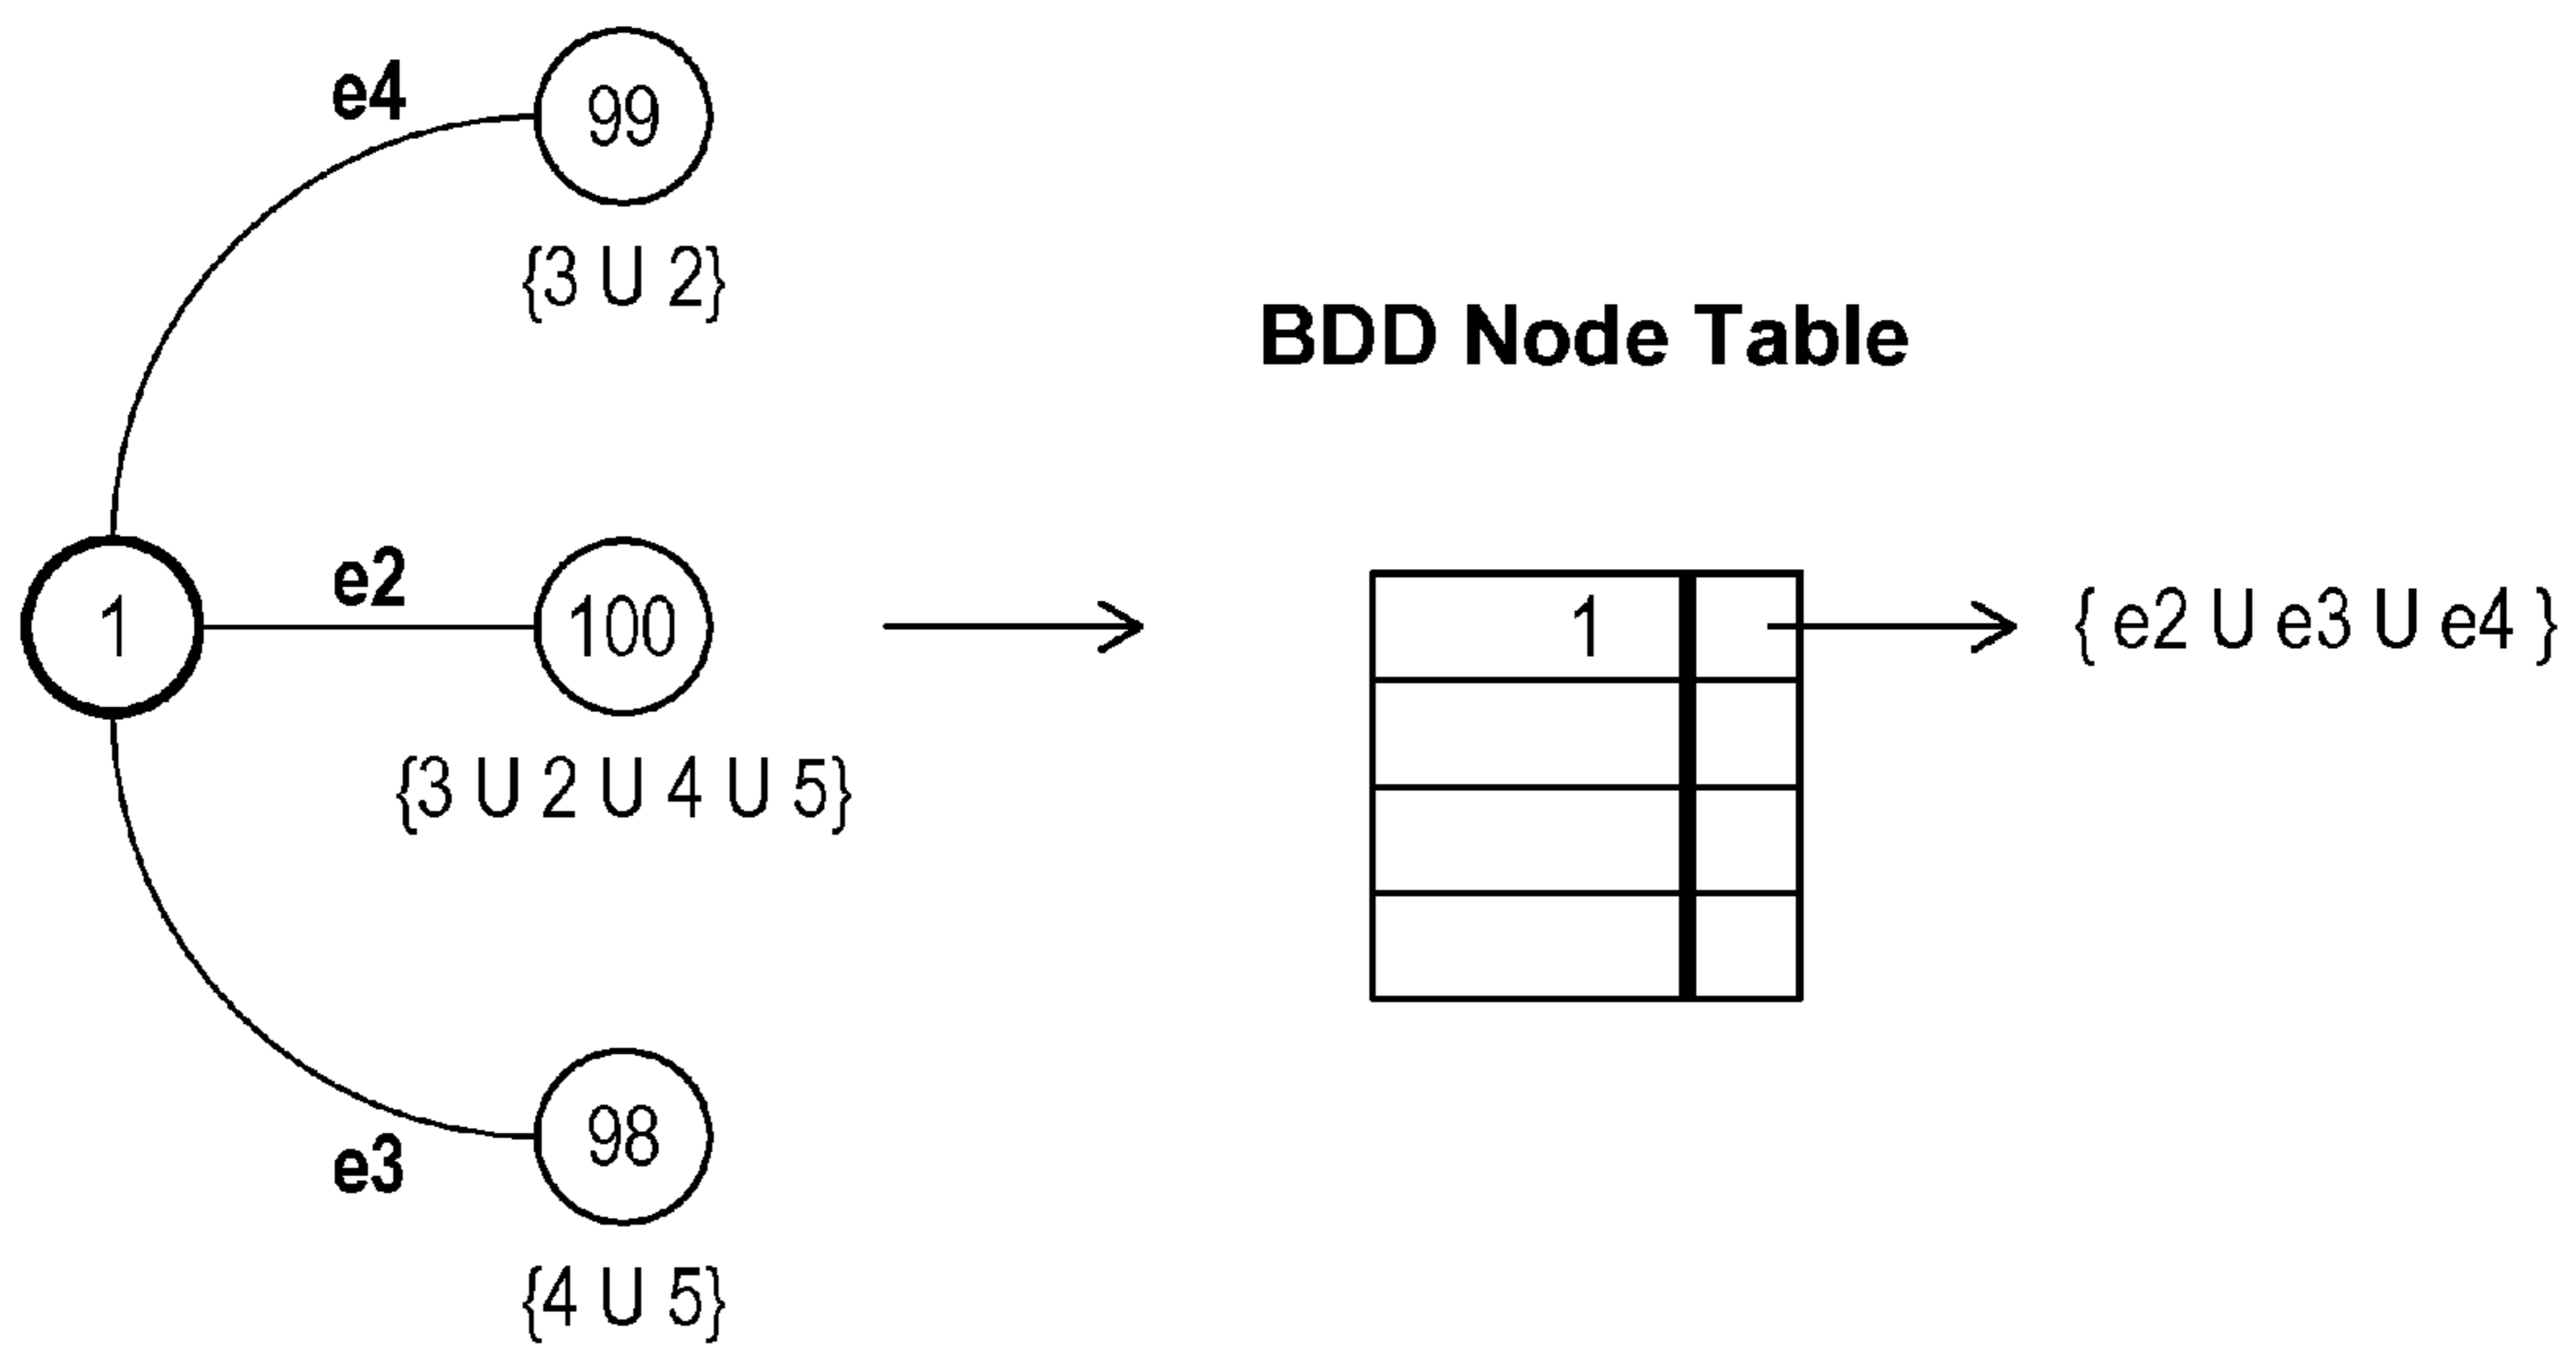 e4
99
{3 U 2}
BDD Node Table
1
e2
100
1
{ e2 U e3 U e4 }
{3 U 2 U 4 U 5}
98
e3
{4 U 5}